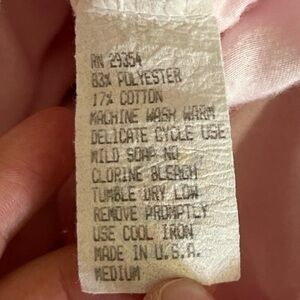 RN 29354
83% POLYESTER
17% COTTON
MACHINE WASH WARM
DELICATE CYCLE USE
MILD SOAP NO
CLORINE BLEACH
TUMBLE DRY LOW
REMOVE PROMPTLY
USE COOL IRON
MADE IN U.S.A.
MEDIUM